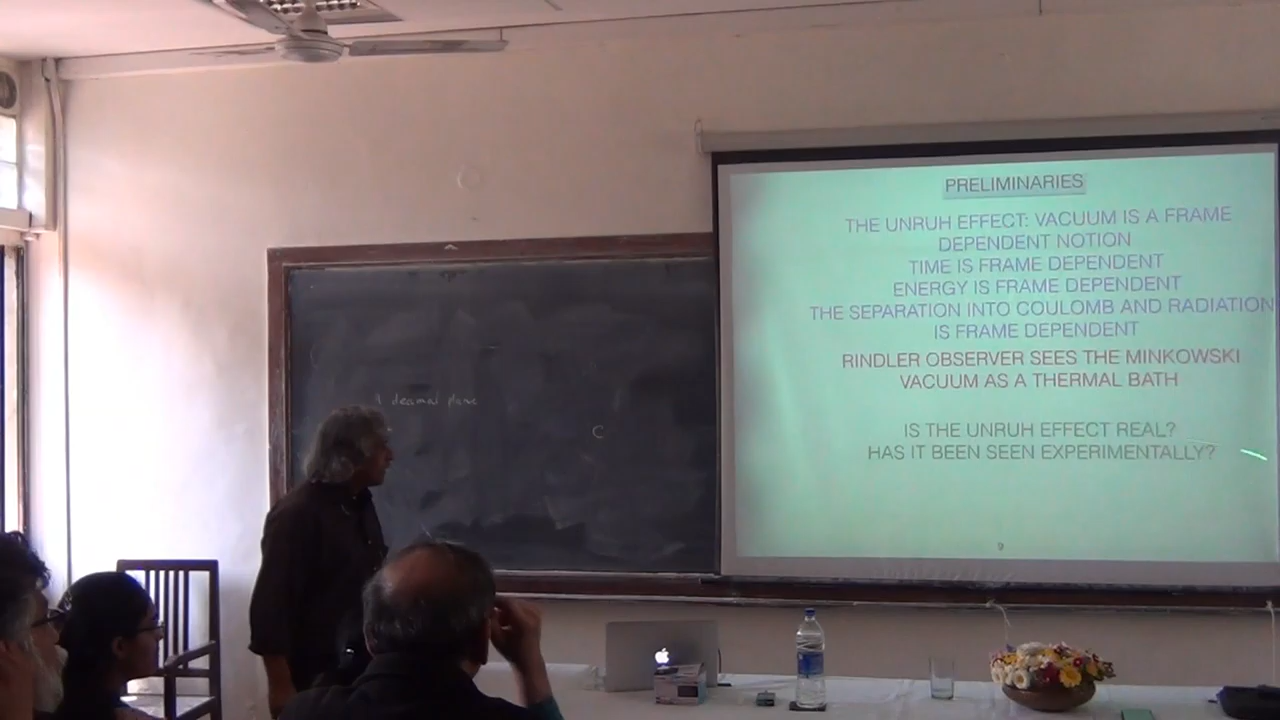 PRELIMINARIES
THE UNRUH EFFECT: VACUUM IS A FRAME
DEPENDENT NOTION
TIME IS FRAME DEPENDENT
ENERGY IS FRAME DEPENDENT
THE SEPARATION INTO COULOMB AND RADIATION
IS FRAME DEPENDENT
RINDLER OBSERVER SEES THE MINKOWSKI
VACUUM AS A THERMAL BATH
IS THE UNRUH EFFECT REAL?
HAS IT BEEN SEEN EXPERIMENTALLY?
9
C